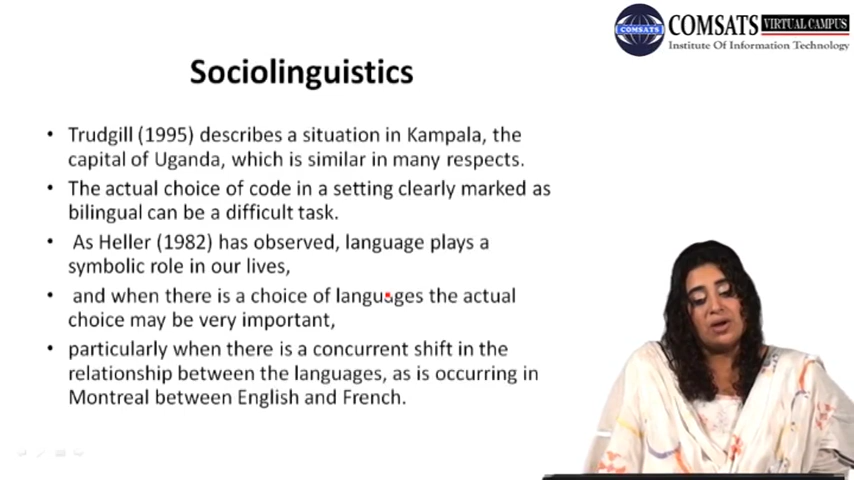 COMSATS
COMSATS VIRTUAL CAMPUS
Institute Of Information Technology
Sociolinguistics
• Trudgill (1995) describes a situation in Kampala, the
capital of Uganda, which is similar in many respects.
• The actual choice of code in a setting clearly marked as
bilingual can be a difficult task.
• As Heller (1982) has observed, language plays a
symbolic role in our lives,
• and when there is a choice of languages the actual
choice may be very important,
• particularly when there is a concurrent shift in the
relationship between the languages, as is occurring in
Montreal between English and French.